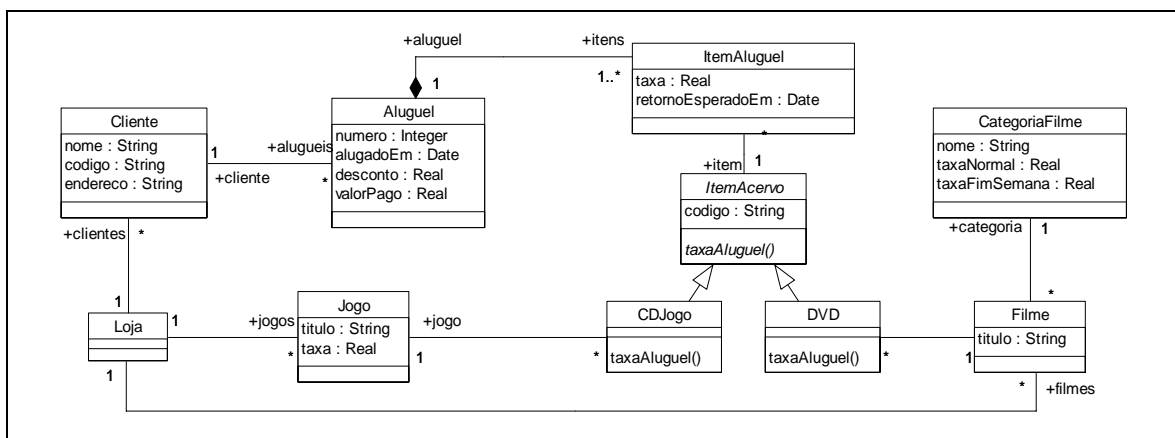 +aluguel
+itens
1
1..*
ItemAluguel
taxa : Real
retornoEsperadoEm : Date
*
+item
1
Cliente
nome : String
codigo : String
endereco : String
1
+cliente
+alugueis
*
Aluguel
numero : Integer
alugadoEm : Date
desconto : Real
valorPago : Real
CategoriaFilme
nome : String
taxaNormal : Real
taxaFimSemana : Real
+categoria
1
*
ItemAcervo
codigo : String
taxaAluguel()
+clientes
*
1
Loja
1
+jogos
*
1
Jogo
titulo : String
taxa : Real
+jogo
1
*
CDJogo
taxaAluguel()
DVD
taxaAluguel()
*
1
Filme
titulo : String
*
+filmes